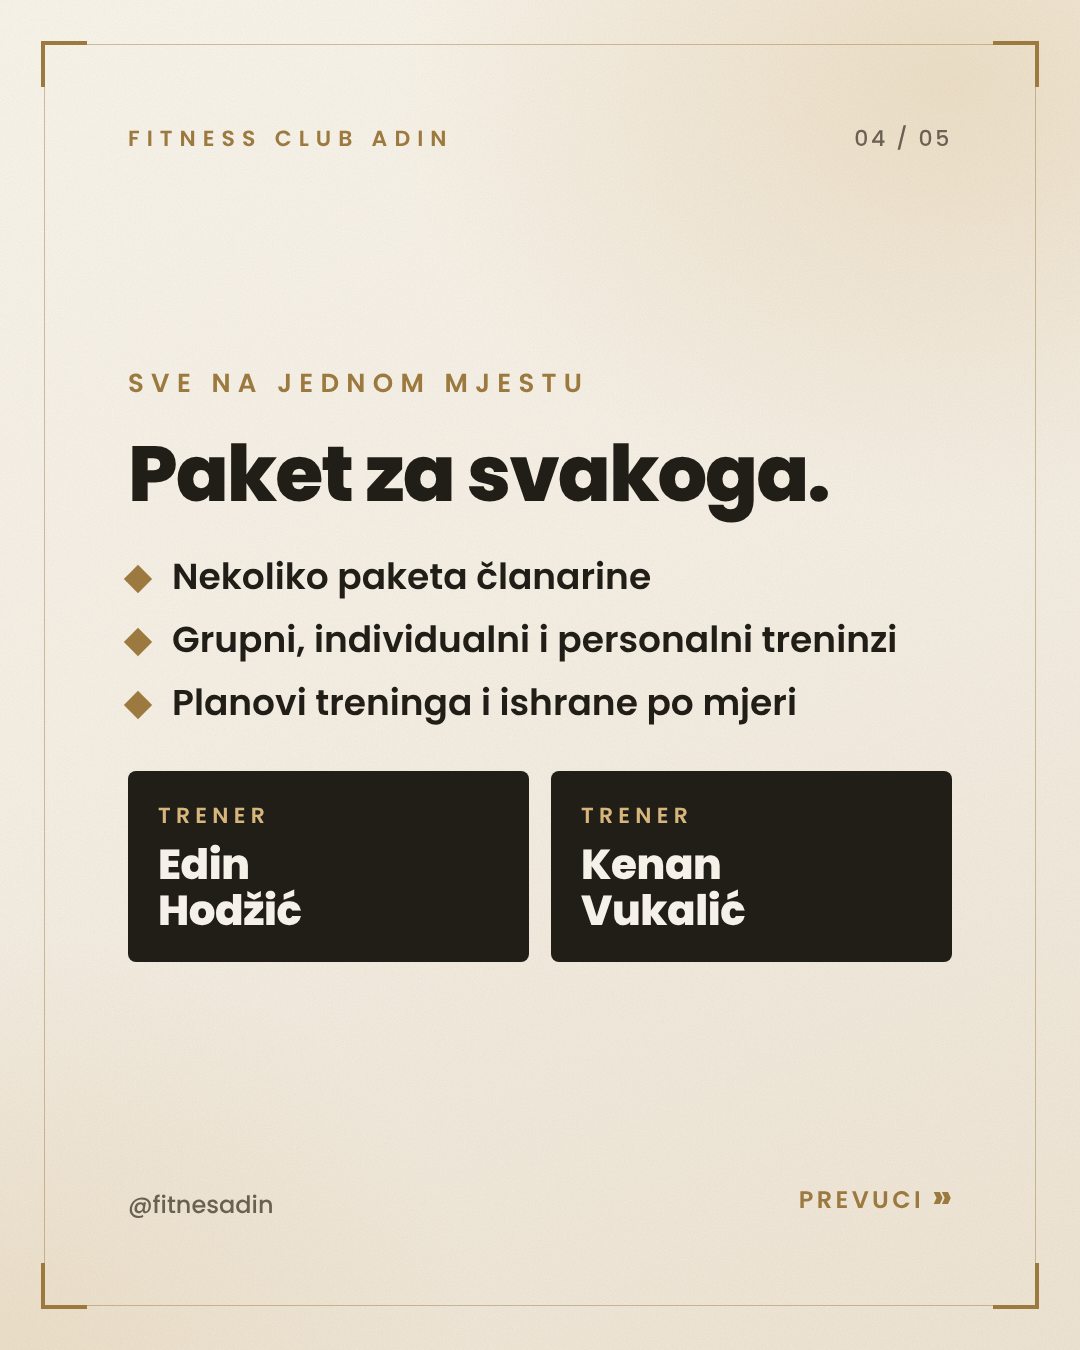 FITNESS CLUB ADIN
04 / 05
SVE NA JEDNOM MJESTU
Paket za svakoga.
Nekoliko paketa članarine
Grupni, individualni i personalni treninzi
Planovi treninga i ishrane po mjeri
TRENER
Edin
Hodžić
TRENER
Kenan
Vukalić
@fitnesadin
PREVUCI »